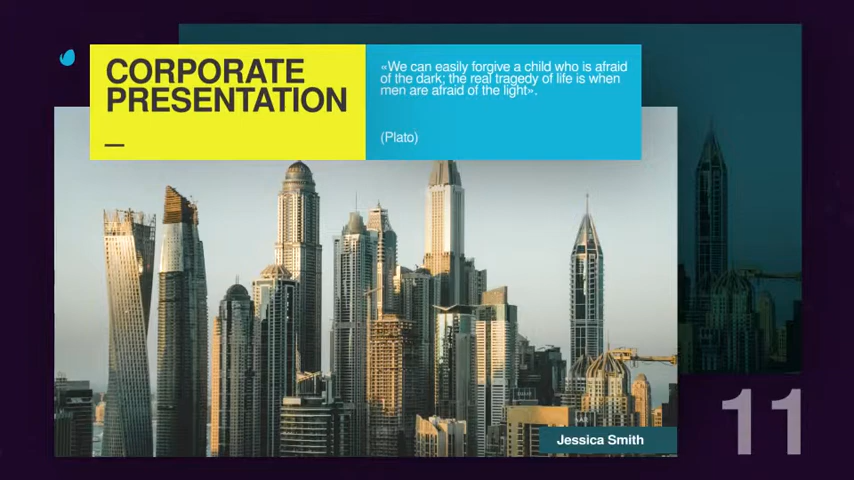 CORPORATE
PRESENTATION
«We can easily forgive a child who is afraid
of the dark; the real tragedy of life is when
men are afraid of the light».
(Plato)
Jessica Smith
11